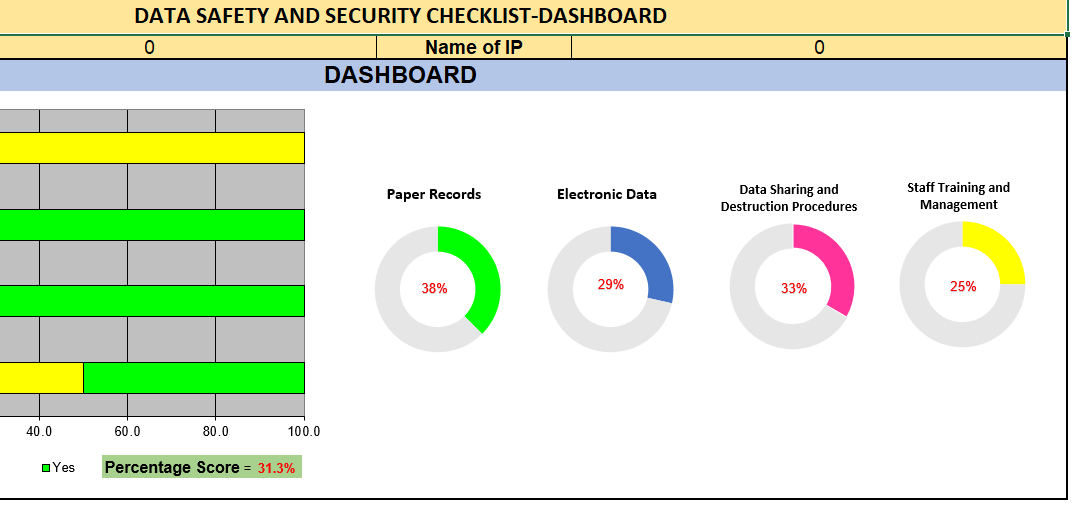 DATA SAFETY AND SECURITY CHECKLIST-DASHBOARD
0 Name of IP 0
DASHBOARD
Paper Records
38%
Electronic Data
29%
Data Sharing and
Destruction Procedures
33%
Staff Training and
Management
25%
40.0 60.0 80.0 100.0
Yes
Percentage Score = 31.3%